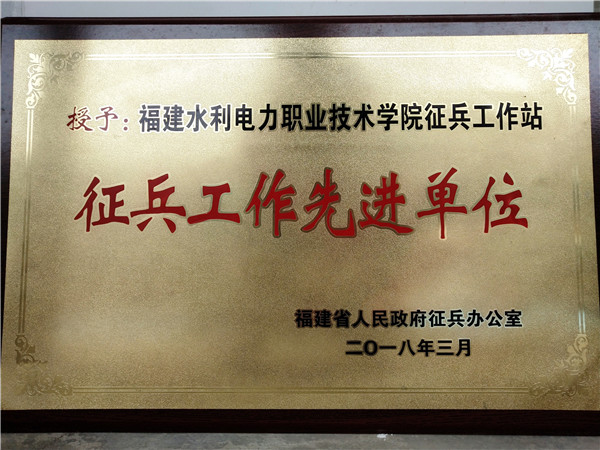 授予：福建水利电力职业技术学院征兵工作站
征兵工作先进单位
福建省人民政府征兵办公室
二〇一八年三月